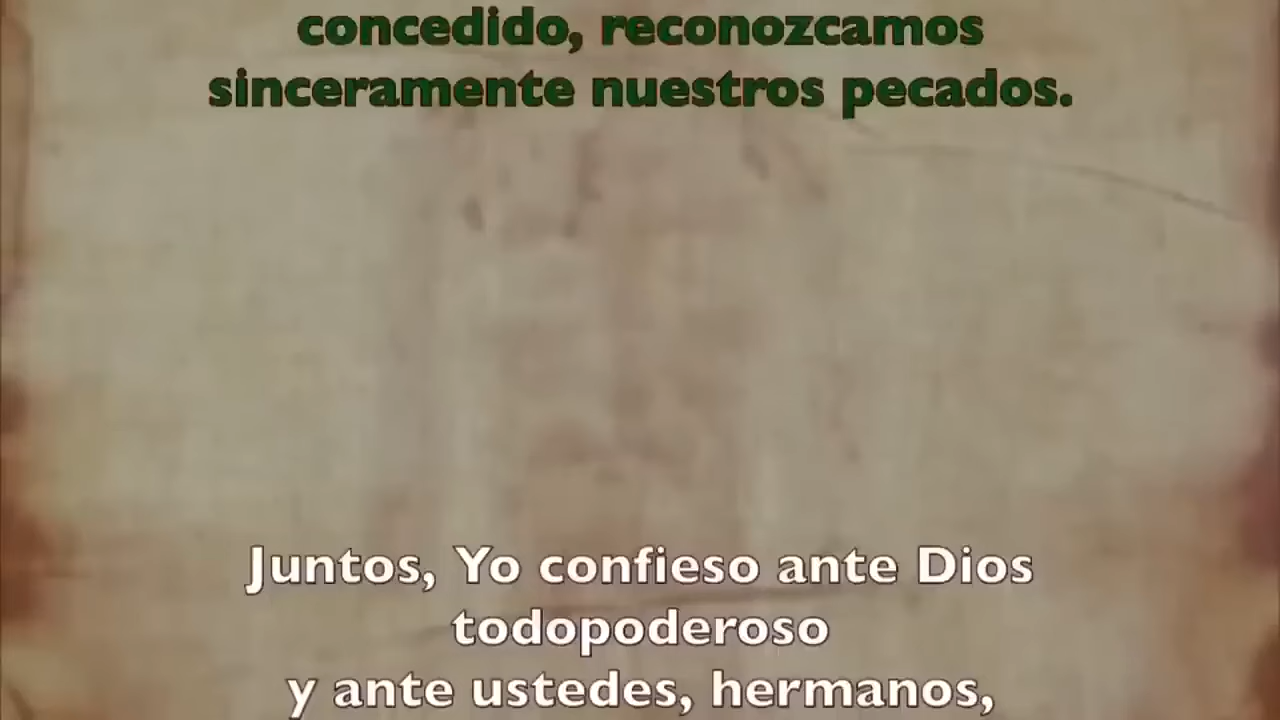 concedido, reconozcamos
sinceramente nuestros pecados.
Juntos, Yo confieso ante Dios
todopoderoso
y ante ustedes, hermanos,